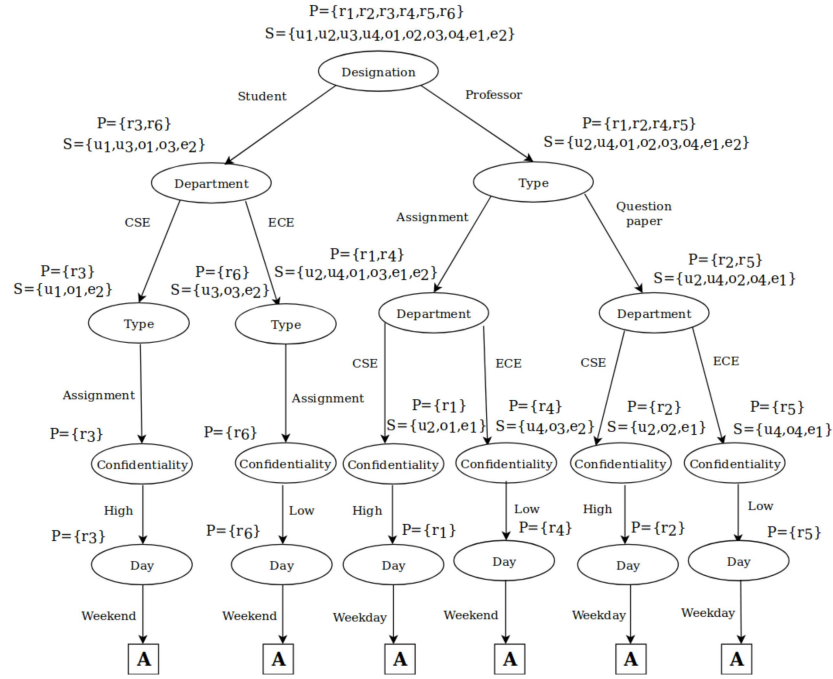 P={r1,r2,r3,r4,r5,r6}
S={u1,u2,u3,u4,o1,o2,o3,o4,e1,e2}
Designation
Student
Professor
P={r3,r6}
S={u1,u3,o1,o3,e2}
P={r1,r2,r4,r5}
S={u2,u4,o1,o2,o3,o4,e1,e2}
Department
Type
CSE
ECE
Assignment
Question
paper
P={r3}
S={u1,o1,e2}
P={r6}
S={u3,o3,e2}
P={r1,r4}
S={u2,u4,o1,o3,e1,e2}
P={r2,r5}
S={u2,u4,o2,o4,e1}
Type
Type
Department
Department
Assignment
Assignment
CSE
ECE
CSE
ECE
P={r3}
P={r6}
P={r1}
S={u2,o1,e1}
P={r4}
S={u4,o3,e2}
P={r2}
S={u2,o2,e1}
P={r5}
S={u4,o4,e1}
Confidentiality
Confidentiality
Confidentiality
Confidentiality
Confidentiality
Confidentiality
High
Low
High
Low
High
Low
P={r3}
P={r6}
P={r1}
P={r4}
P={r2}
P={r5}
Day
Day
Day
Day
Day
Day
Weekend
Weekend
Weekday
Weekend
Weekday
Weekday
A
A
A
A
A
A